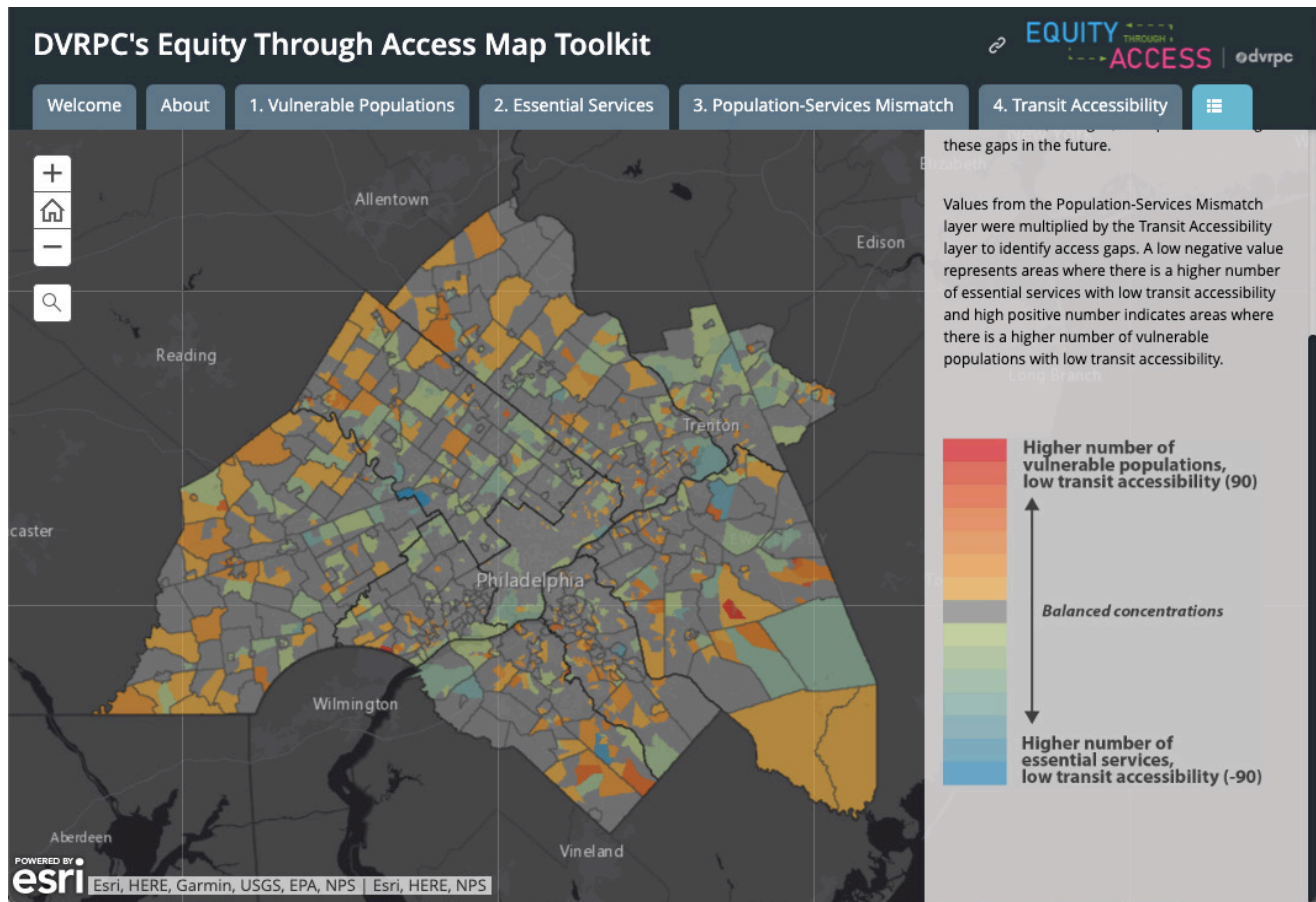 DVRPC's Equity Through Access Map Toolkit
EQUITY THROUGH
ACCESS | dvrpc
Welcome
About
1. Vulnerable Populations
2. Essential Services
3. Population-Services Mismatch
4. Transit Accessibility
these gaps in the future.
Elizabeth
Values from the Population-Services Mismatch
layer were multiplied by the Transit Accessibility
layer to identify access gaps. A low negative value
represents areas where there is a higher number
of essential services with low transit accessibility
and high positive number indicates areas where
there is a higher number of vulnerable
populations with low transit accessibility.
Long Branch
Allentown
Edison
Reading
Trenton
caster
Philadelphia
Wilmington
Aberdeen
Vineland
Higher number of
vulnerable populations,
low transit accessibility (90)
Balanced concentrations
Higher number of
essential services,
low transit accessibility (-90)
POWERED BY
esri
Esri, HERE, Garmin, USGS, EPA, NPS | Esri, HERE, NPS